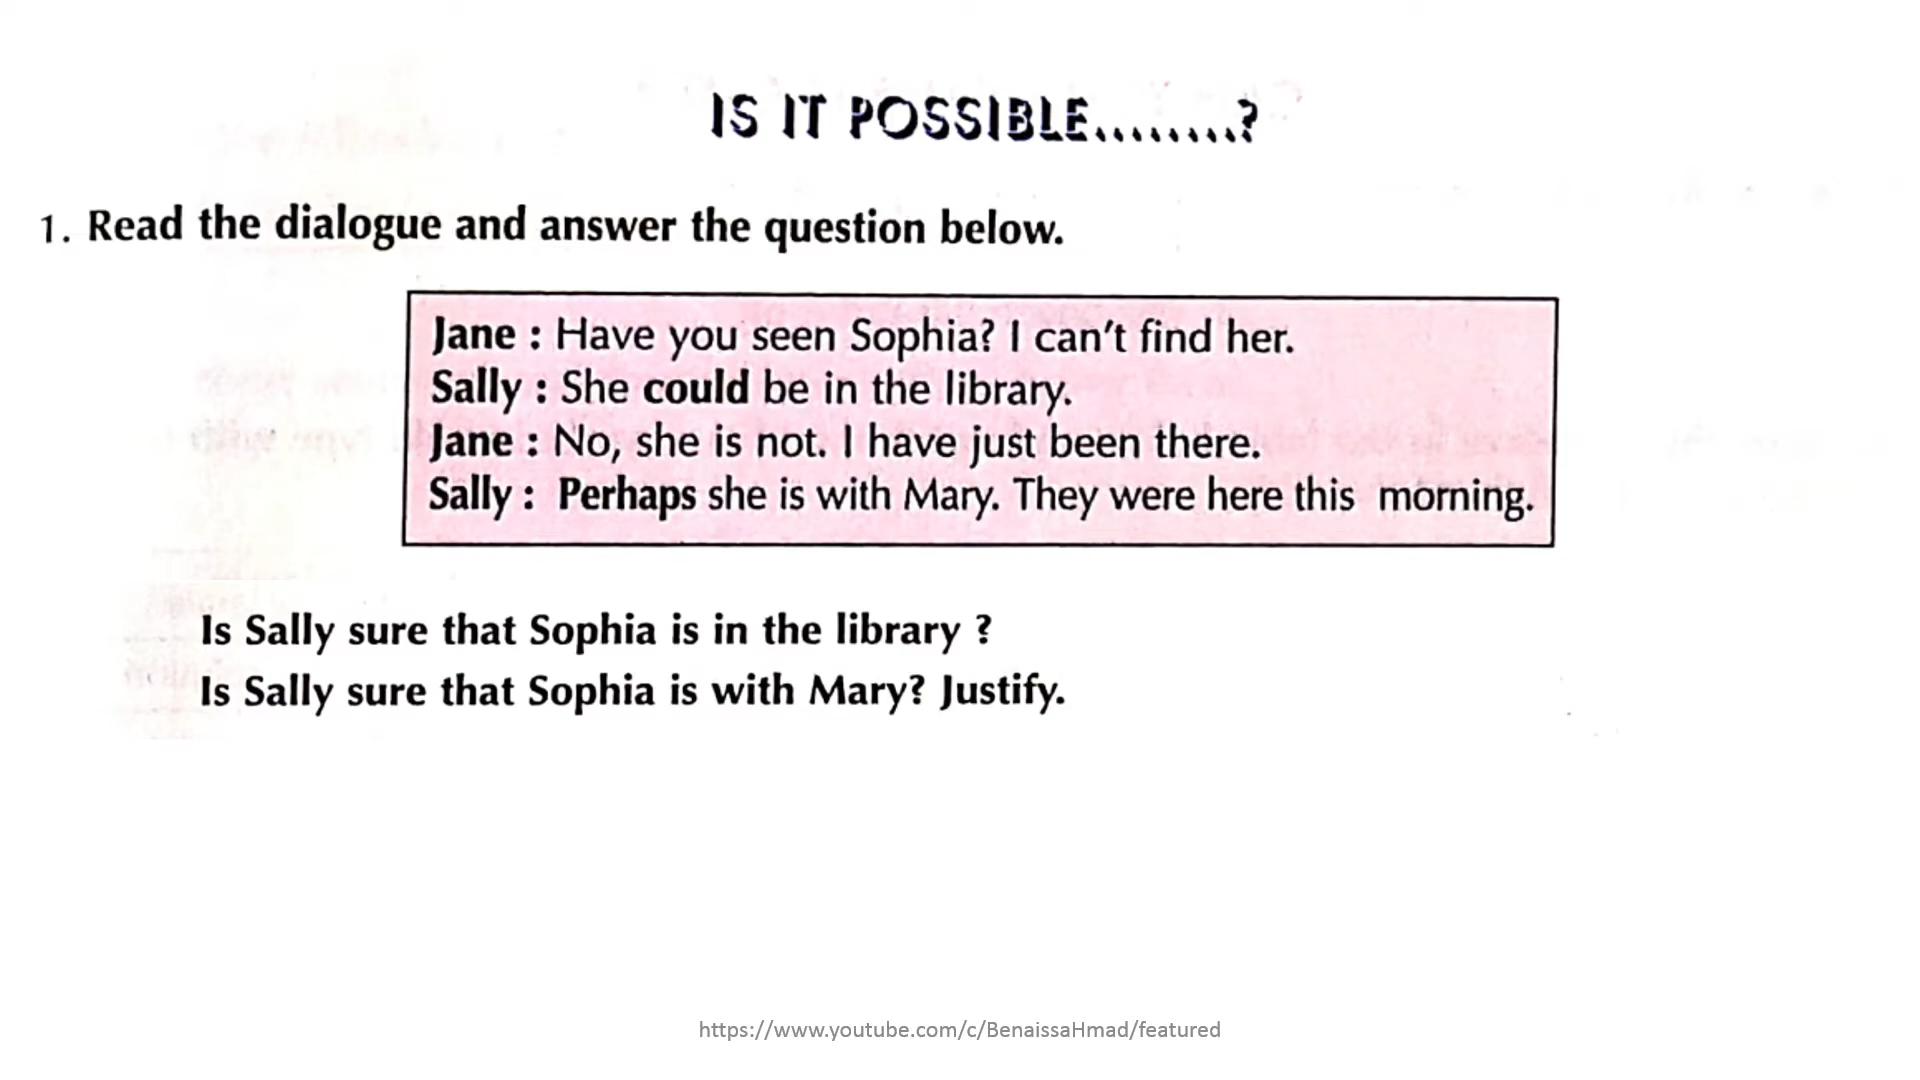 IS IT POSSIBLE........?
1. Read the dialogue and answer the question below.
Jane : Have you seen Sophia? I can't find her.
Sally : She could be in the library.
Jane : No, she is not. I have just been there.
Sally : Perhaps she is with Mary. They were here this morning.
Is Sally sure that Sophia is in the library ?
Is Sally sure that Sophia is with Mary? Justify.
https://www.youtube.com/c/BenaissaHmad/featured